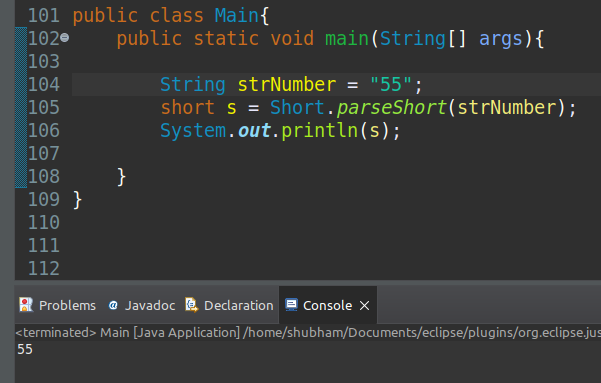 101 public class Main{
102 public static void main(String[] args){
103
104 String strNumber = "55";
105 short s = Short.parseShort(strNumber);
106 System.out.println(s);
107
108 }
109 }
110
111
112
Problems @ Javadoc Declaration Console
<terminated> Main [Java Application] /home/shubham/Documents/eclipse/plugins/org.eclipse.jus
55